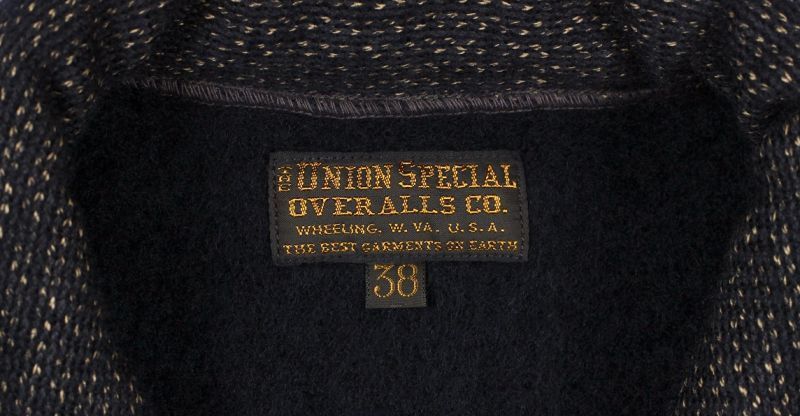 UNION SPECIAL
OVERALLS CO.
WHEELING, W. VA. U.S.A.
THE BEST GARMENTS ON EARTH
38